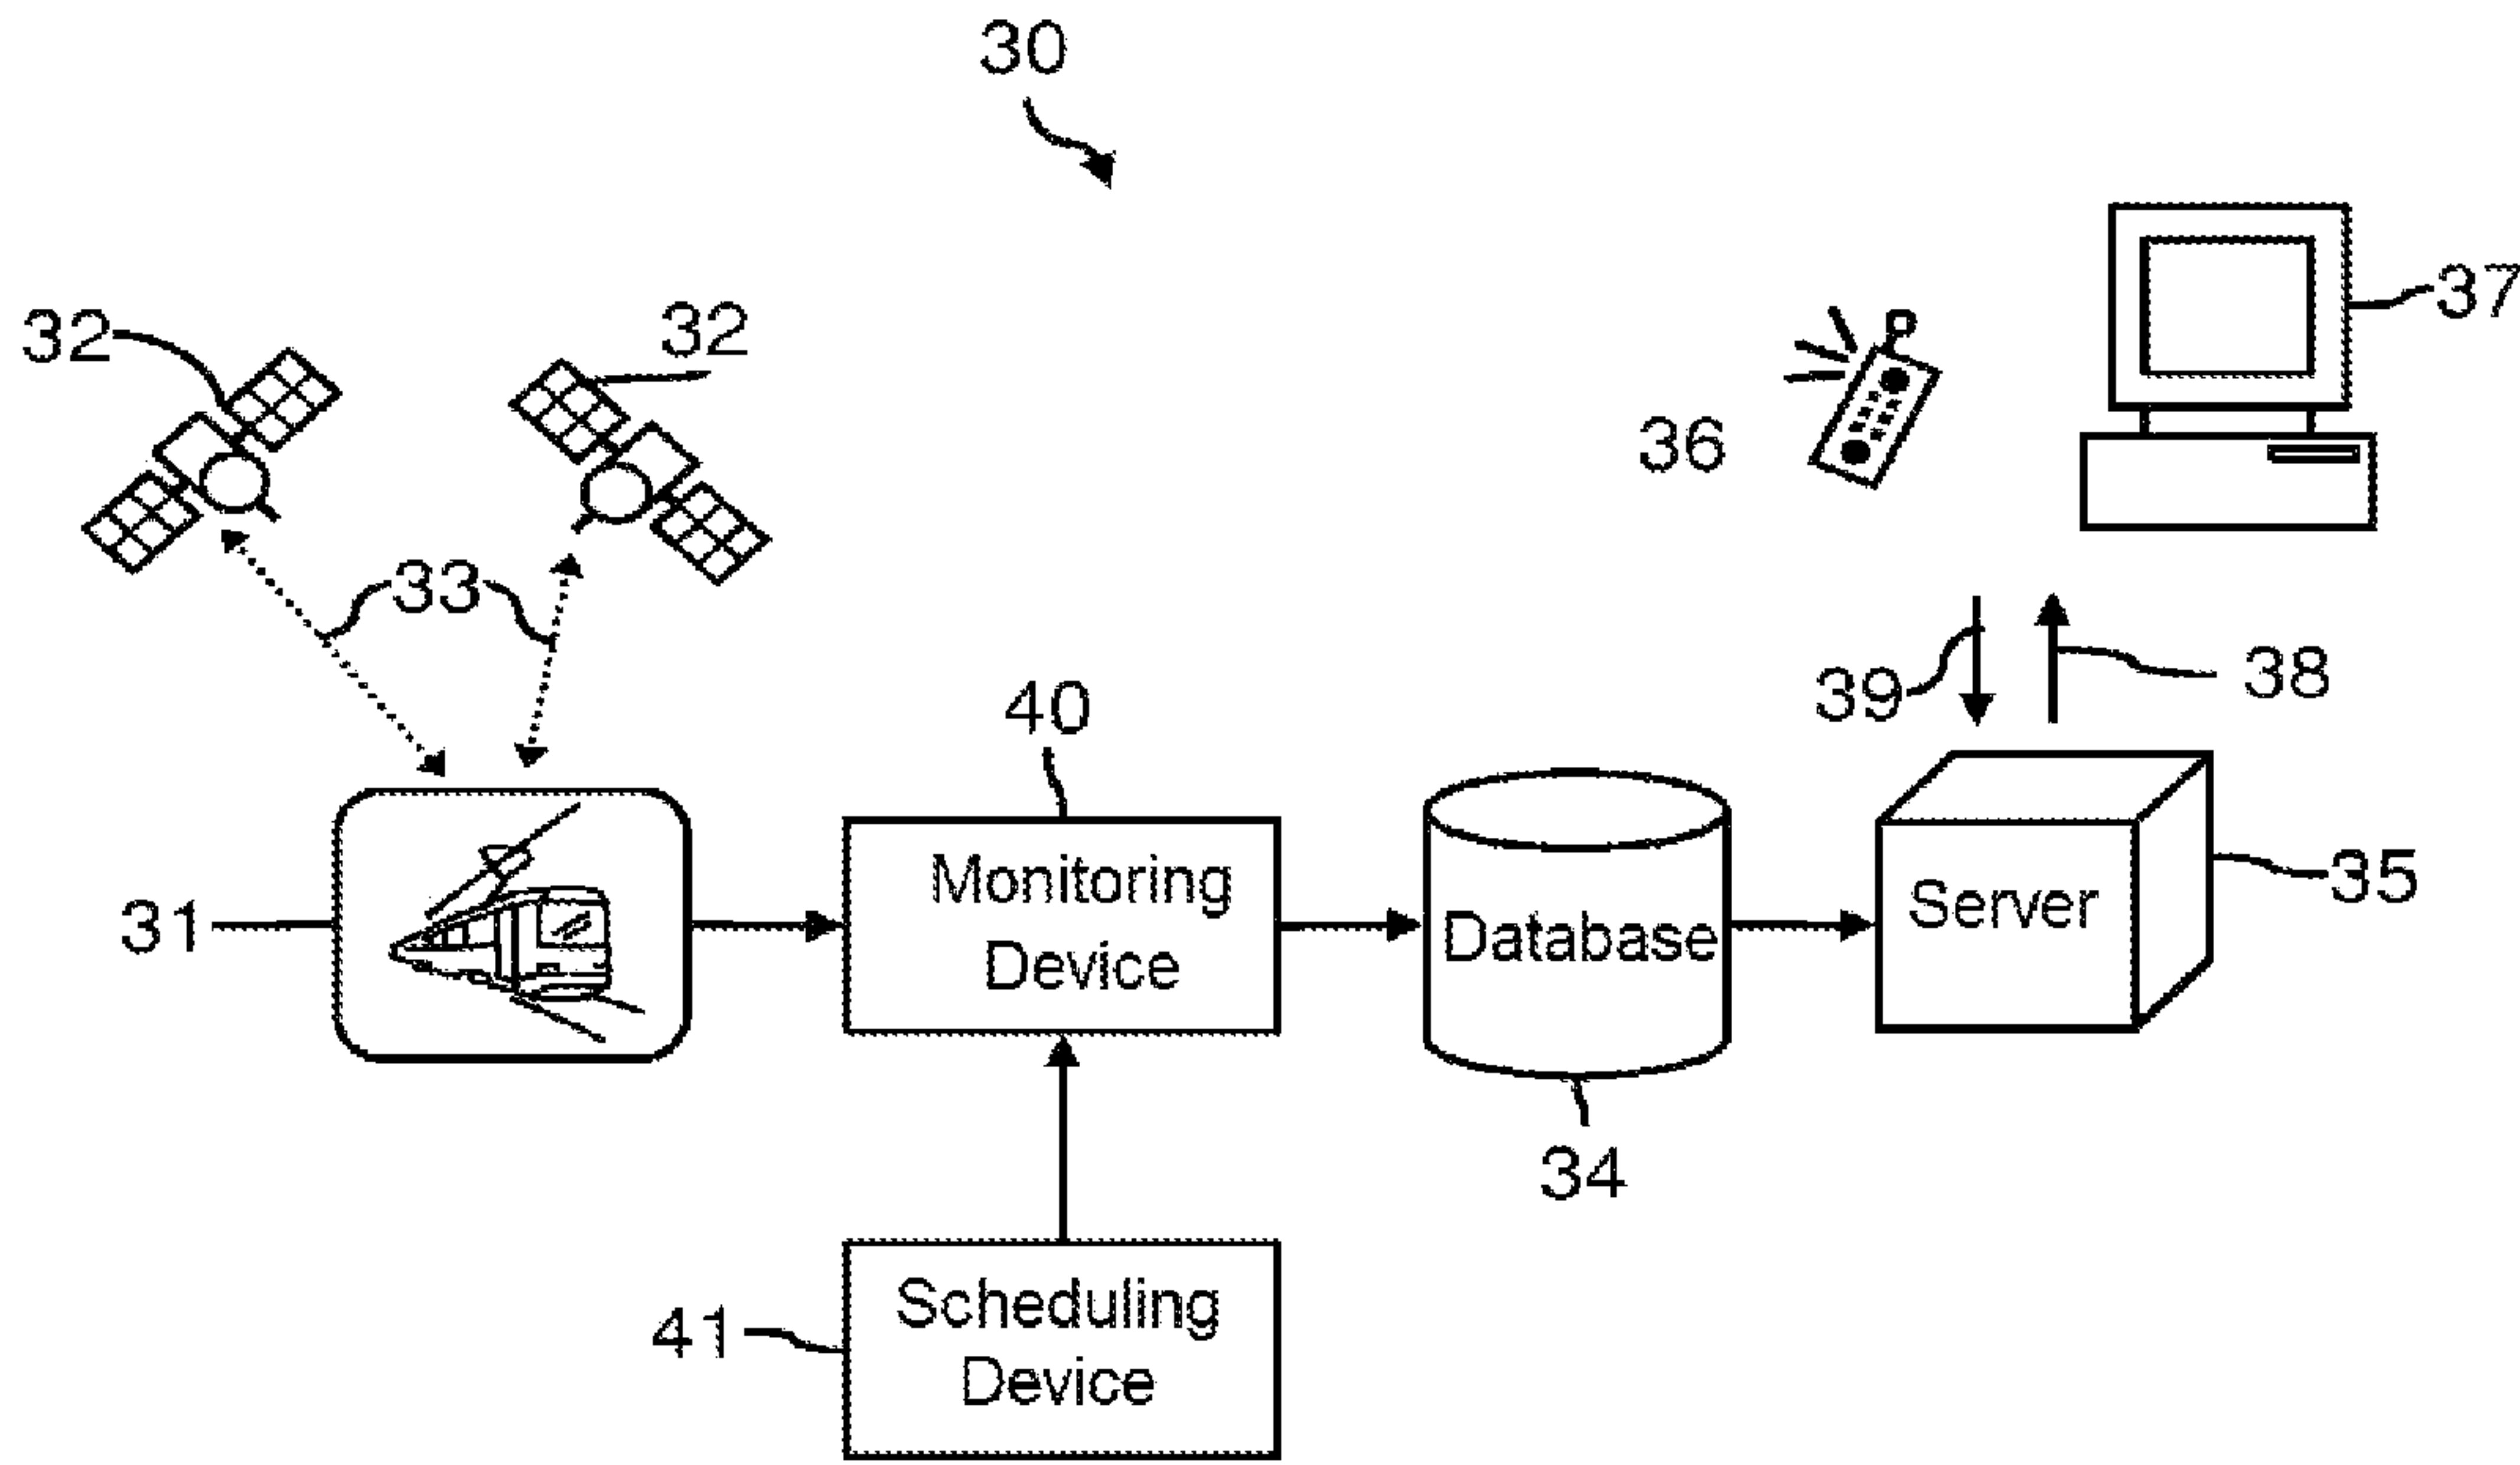 30
32
32
37
36
33
39
38
40
31
Monitoring
Device
Database
Server
35
34
41
Scheduling
Device